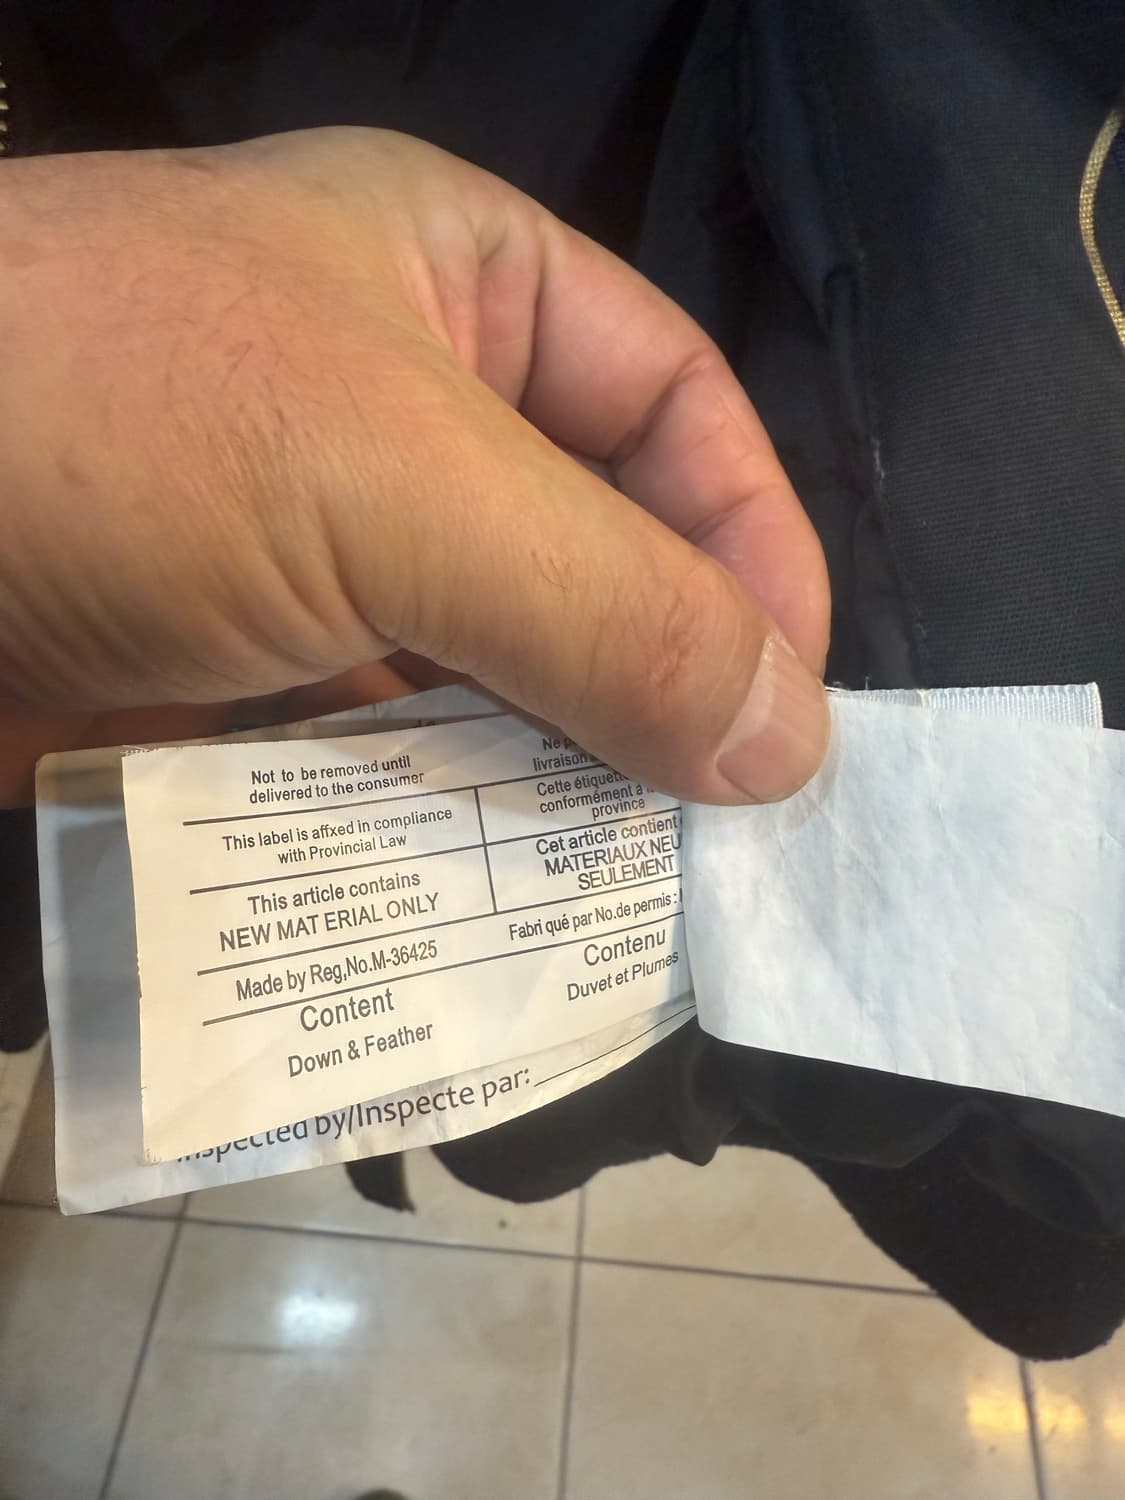 Not to be removed until
delivered to the consumer
This label is affxed in compliance
with Provincial Law
This article contains
NEW MAT ERIAL ONLY
Made by Reg,No.M-36425
Content
Down & Feather
Ne
livraison
Cette
conformément à
province
Cet article contient
MATERIAUX NEU
SEULEMENT
Fabri qué par No.de permis :
Contenu
Duvet et Plumes
by/Inspecte par: